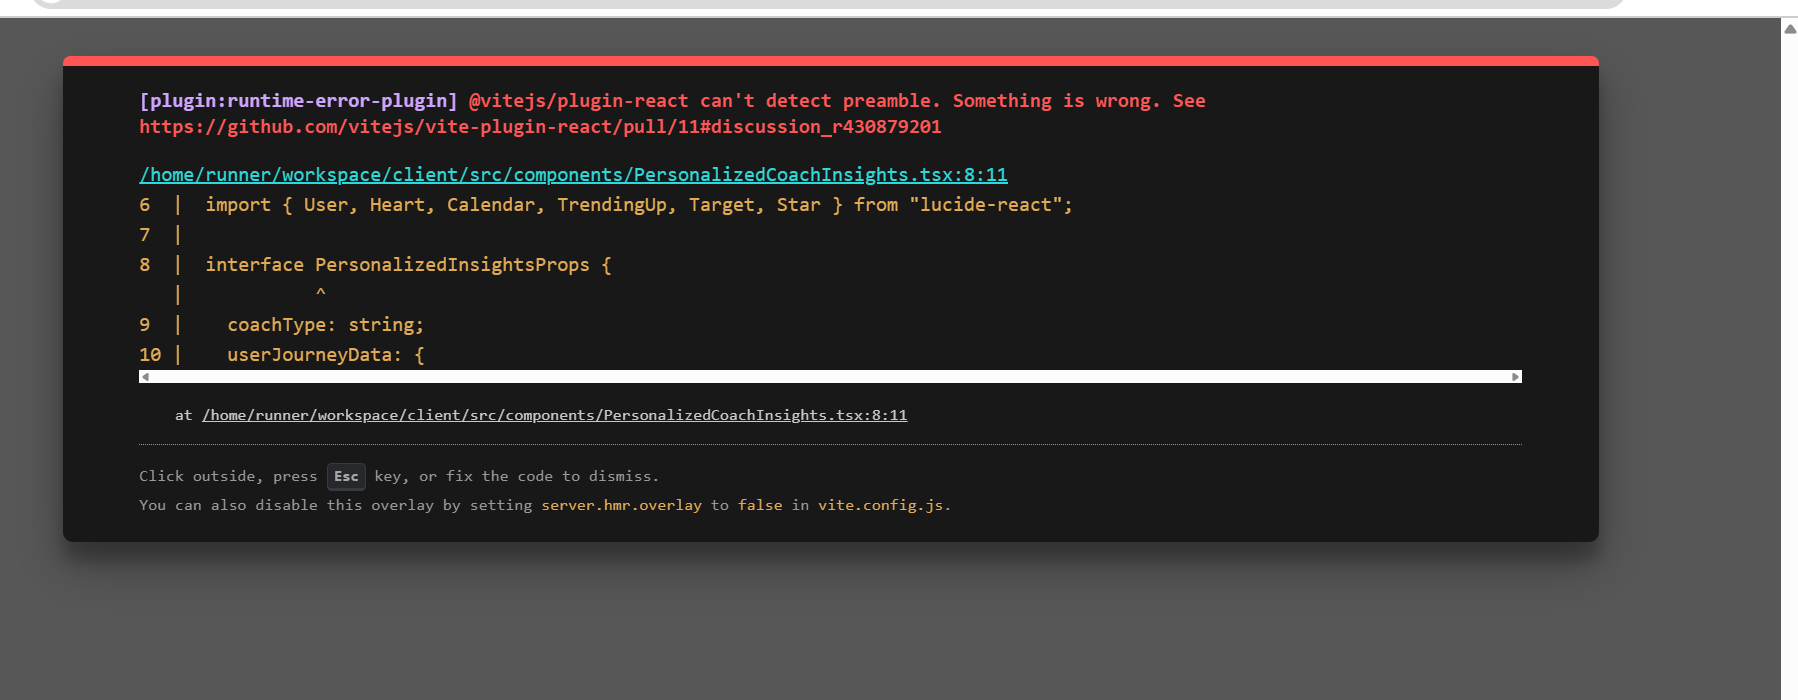 [plugin:runtime-error-plugin] @vitejs/plugin-react can't detect preamble. Something is wrong. See
https://github.com/vitejs/vite-plugin-react/pull/11#discussion_r430879201
/home/runner/workspace/client/src/components/PersonalizedCoachInsights.tsx:8:11
6  |  import { User, Heart, Calendar, TrendingUp, Target, Star } from "lucide-react";
7  |
8  |  interface PersonalizedInsightsProps {
   |            ^
9  |    coachType: string;
10 |    userJourneyData: {
at /home/runner/workspace/client/src/components/PersonalizedCoachInsights.tsx:8:11
Click outside, press Esc key, or fix the code to dismiss.
You can also disable this overlay by setting server.hmr.overlay to false in vite.config.js.